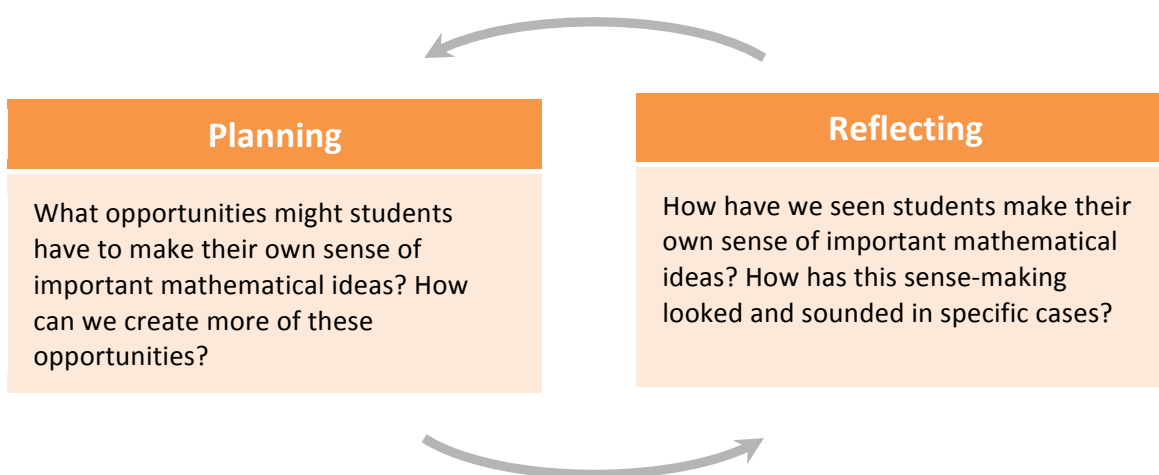 Planning
What opportunities might students
have to make their own sense of
important mathematical ideas? How
can we create more of these
opportunities?
Reflecting
How have we seen students make their
own sense of important mathematical
ideas? How has this sense-making
looked and sounded in specific cases?